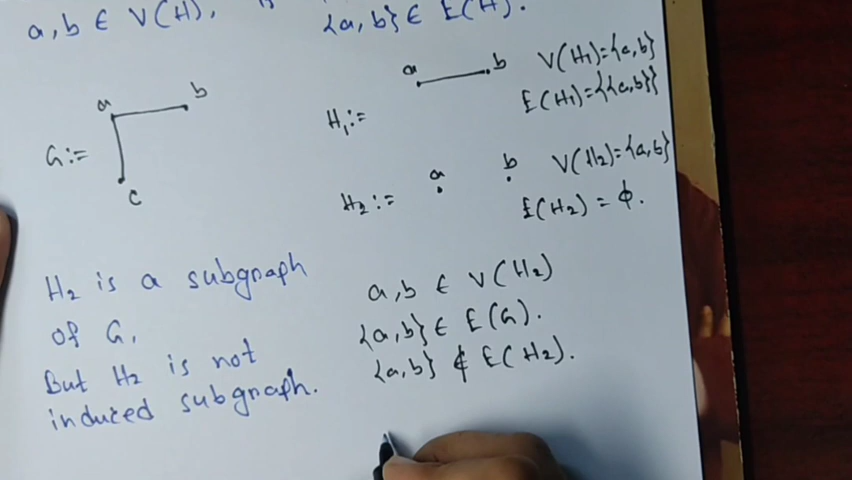 a, b ∈ V(H),
{a, b} ∈ E(H).
G:=
a
b
c
H₁:=
a
b
V(H₁)={a,b}
E(H₁)={{a,b}}
H₂:=
a
b
V(H₂)={a,b}
E(H₂) = ϕ.
H₂ is a subgraph
of G,
But H₂ is not
induced subgraph.
a, b ∈ V(H₂)
{a,b} ∈ E(G).
{a,b} ∉ E(H₂).